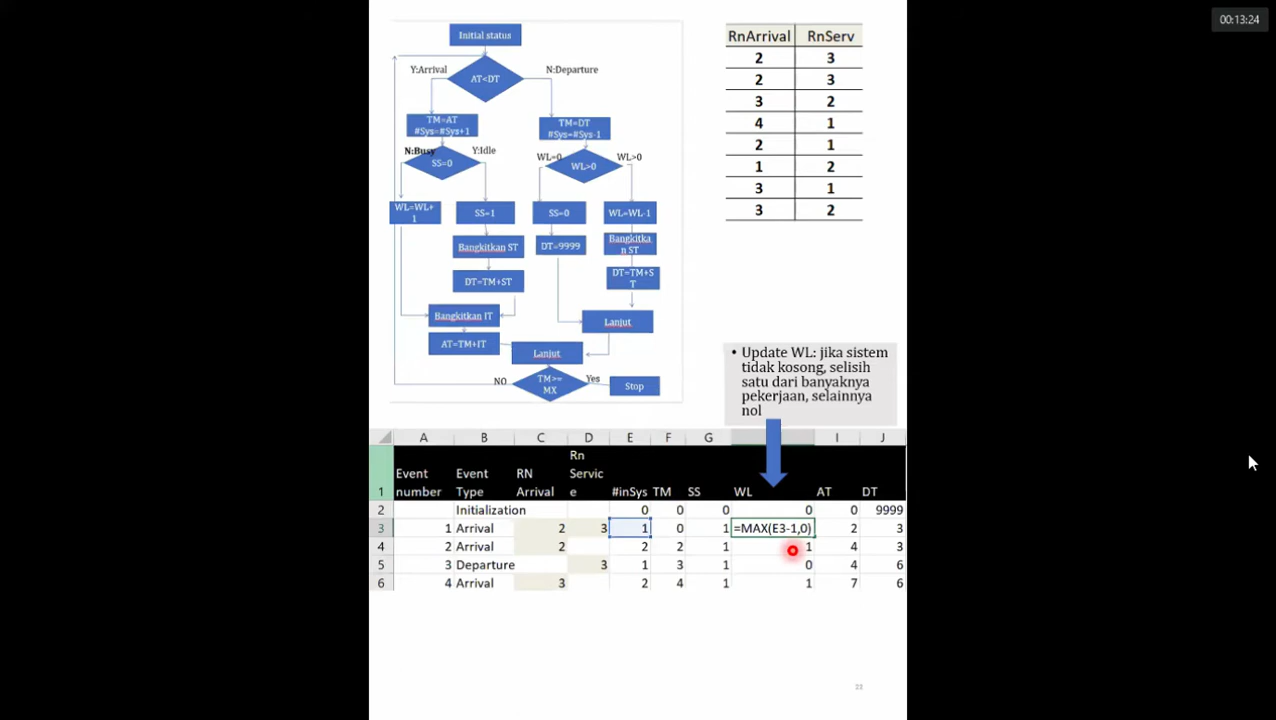 00:13:24
Initial status
Y:Arrival
N:Departure
AT<DT
TM=AT
#Sys=#Sys+1
TM=DT
#Sys=#Sys-1
N:Busy
Y:Idle
SS=0
WL=0
WL>0
WL>0
WL=WL+
1
SS=1
SS=0
WL=WL-1
Bangkitkan ST
DT=9999
Bangkitka
n ST
DT=TM+ST
DT=TM+S
T
Bangkitkan IT
Lanjut
AT=TM+IT
Lanjut
NO
TM>=
MX
Yes
Stop
RnArrival RnServ
2 3
2 3
3 2
4 1
2 1
1 2
3 1
3 2
• Update WL: jika sistem
tidak kosong, selisih
satu dari banyaknya
pekerjaan, selainnya
nol
A B C D E F G I J
1 Event number Event Type RN Arrival Rn Servic e #inSys TM SS WL AT DT
2 Initialization 0 0 0 0 0 9999
3 1 Arrival 2 3 1 0 1 =MAX(E3-1,0) 2 3
4 2 Arrival 2 2 2 1 1 4 3
5 3 Departure 3 1 3 1 0 4 6
6 4 Arrival 3 2 4 1 1 7 6